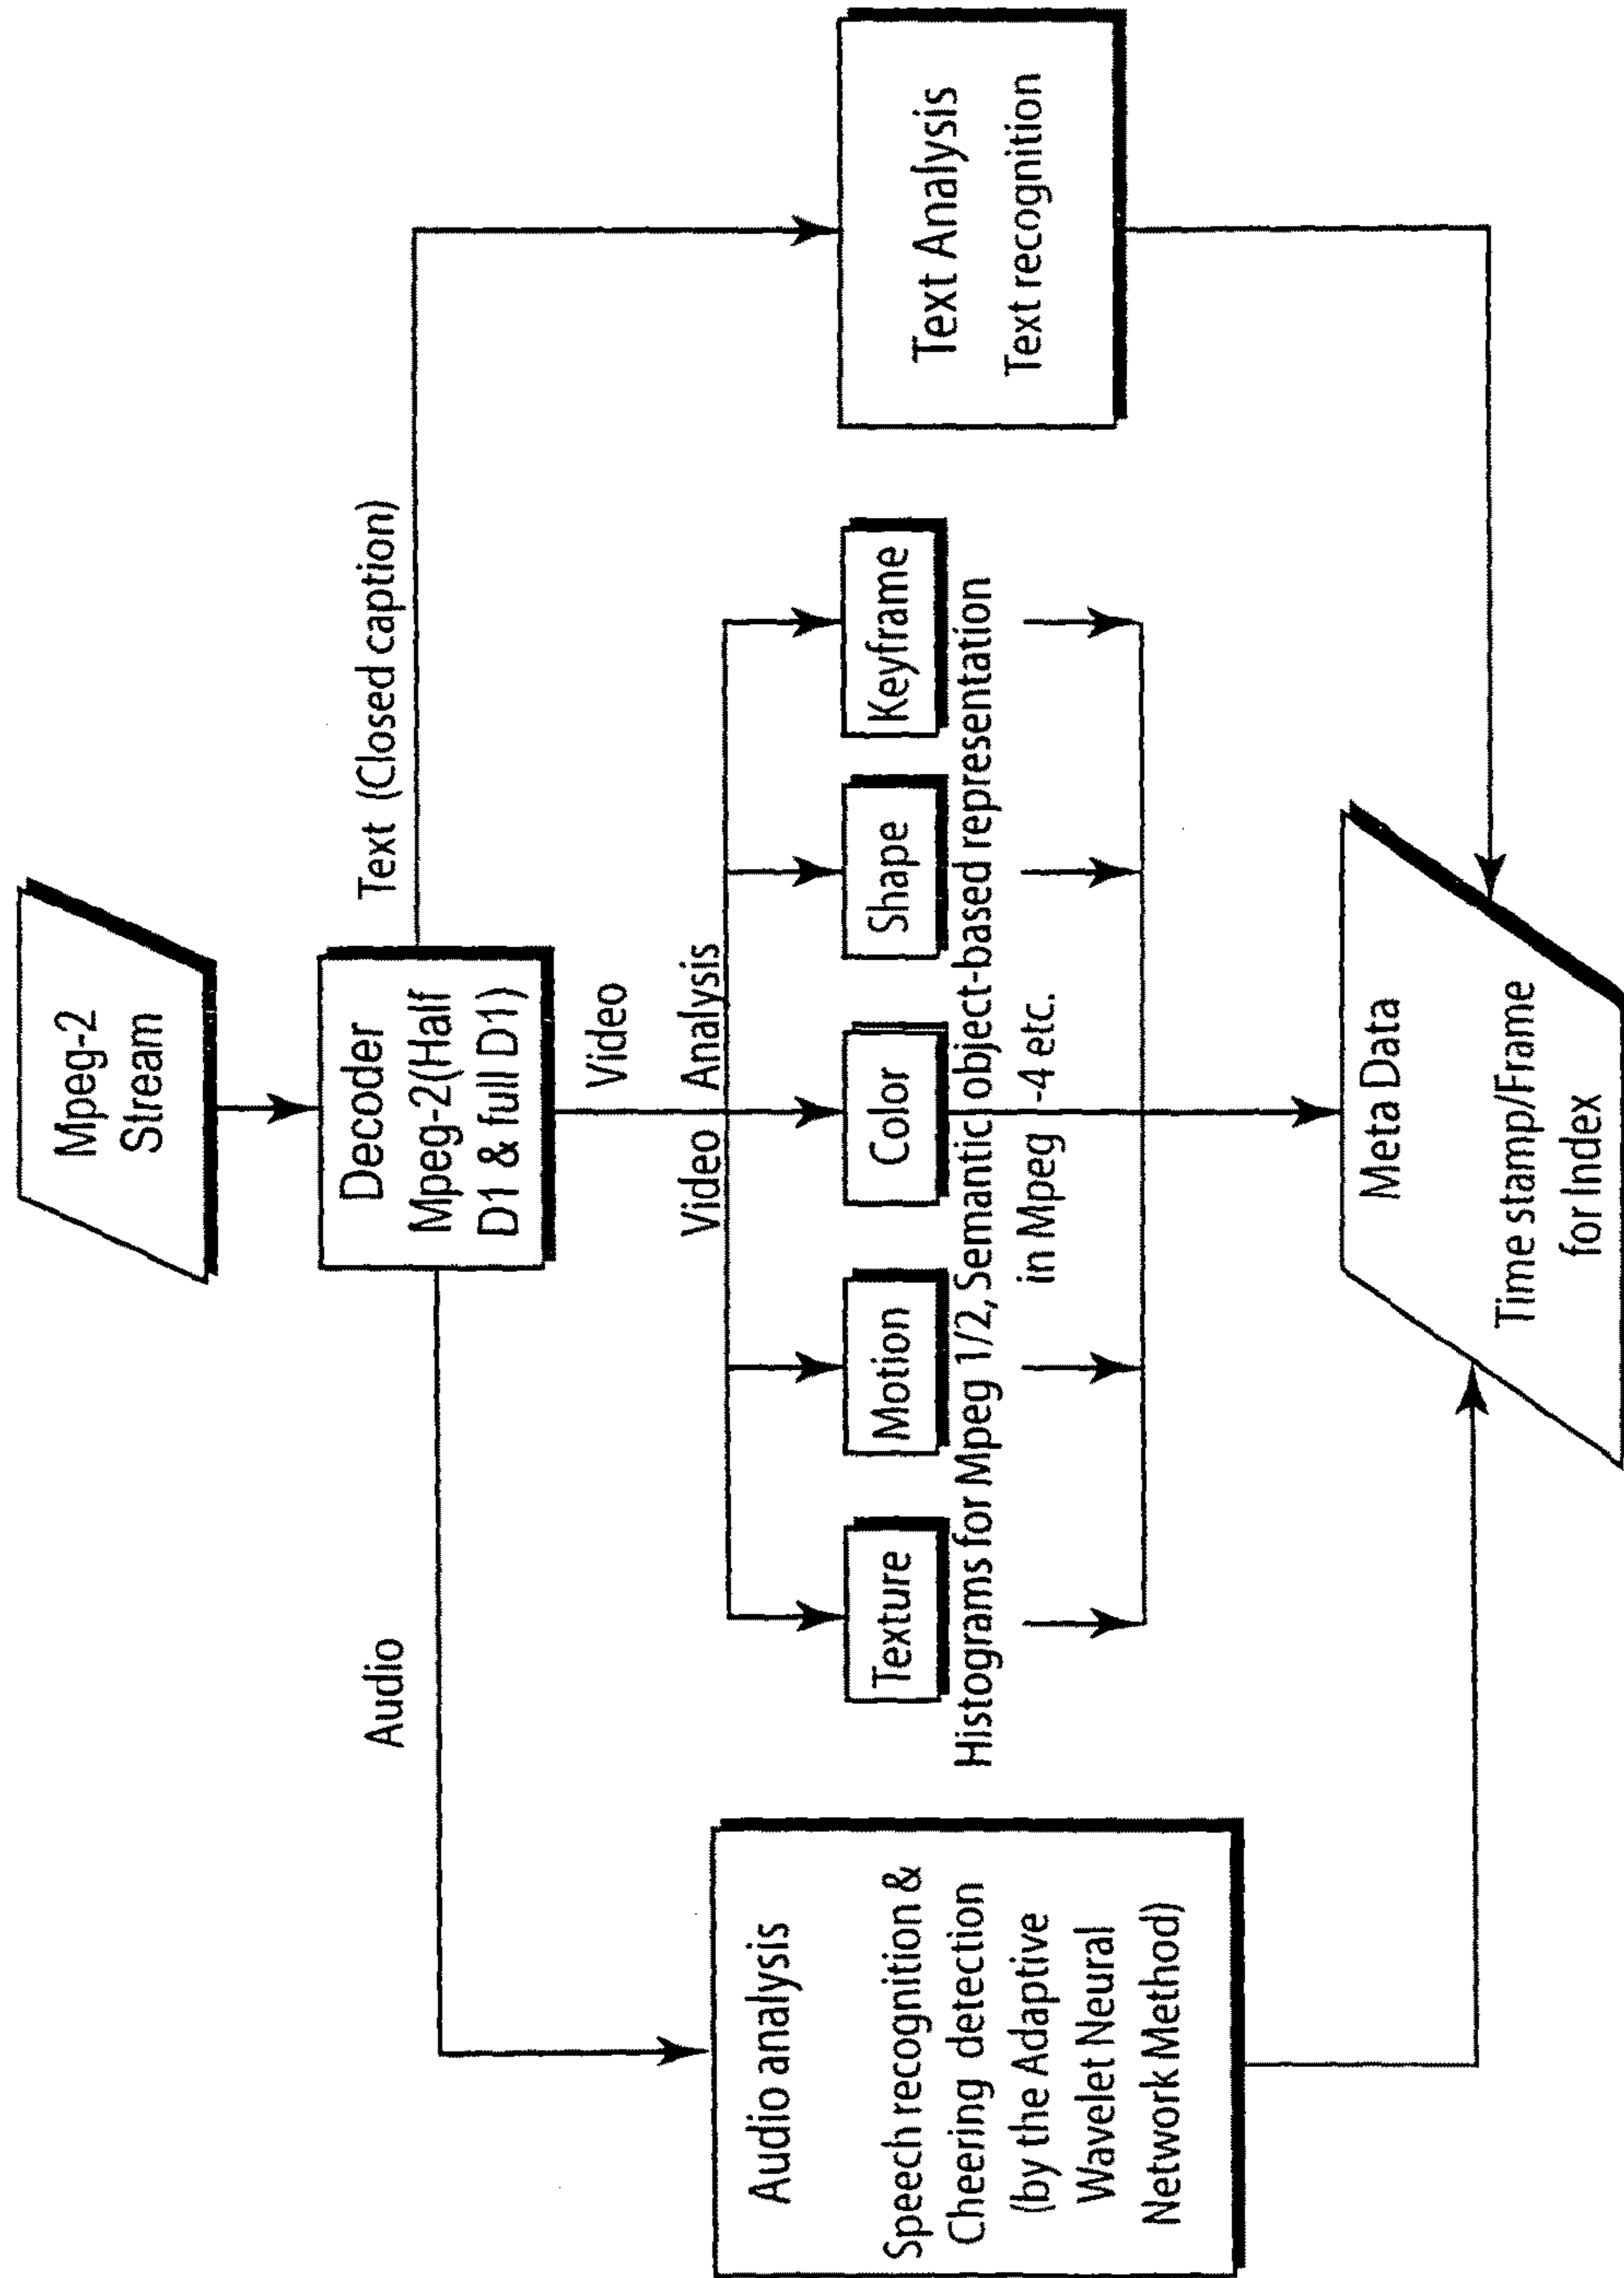 Mpeg-2
Stream
Decoder
Mpeg-2(Half
D1 & full D1)
Audio
Video
Text (Closed caption)
Video Analysis
Texture
Motion
Color
Shape
Keyframe
Histograms for Mpeg 1/2, Semantic object-based representation
in Mpeg -4 etc.
Audio analysis
Speech recognition &
Cheering detection
(by the Adaptive
Wavelet Neural
Network Method)
Text Analysis
Text recognition
Meta Data
Time stamp/Frame
for Index